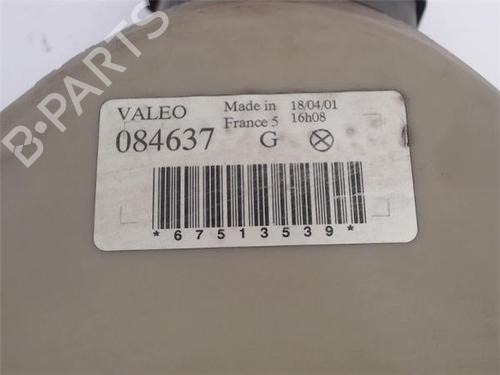 VALEO
084637
Made in 18/04/01
France 5 16h08
G
*67513539*
B-PARTS